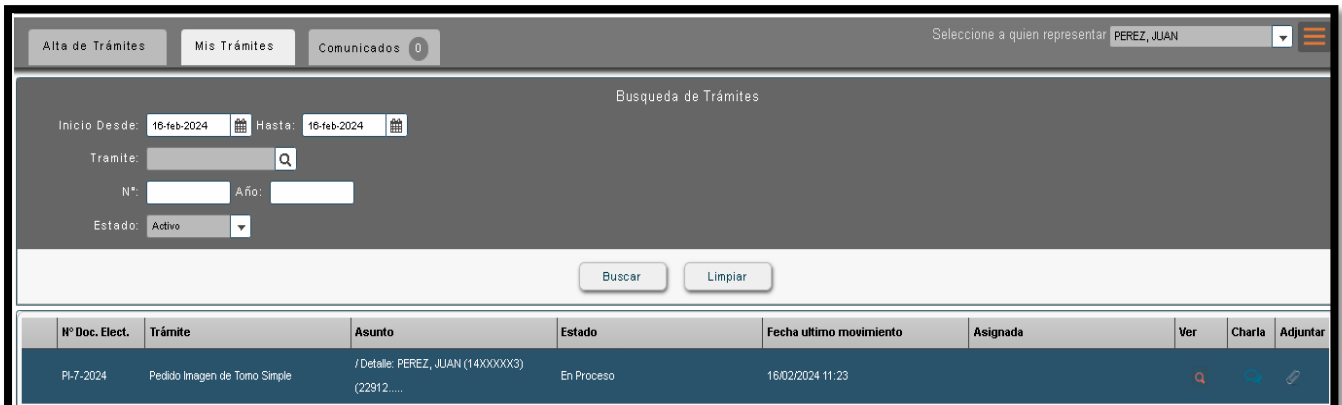 Alta de Trámites Mis Trámites Comunicados 0 Seleccione a quien representar PEREZ, JUAN
Busqueda de Trámites
Inicio Desde: 16-feb-2024 Hasta: 16-feb-2024
Tramite:
Nº: Año:
Estado: Activo
Buscar Limpiar
Nº Doc. Elect. Trámite Asunto Estado Fecha ultimo movimiento Asignada Ver Charla Adjuntar
PI-7-2024 Pedido Imagen de Tomo Simple / Detalle: PEREZ, JUAN (14XXXXX3) En Proceso 16/02/2024 11:23
(22912.....